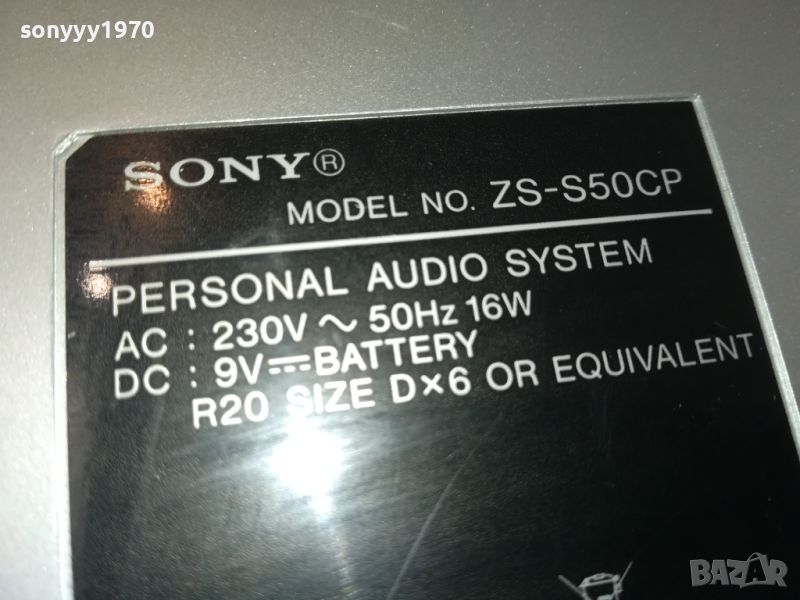 sonyyy1970
SONY®
MODEL NO. ZS-S50CP
PERSONAL AUDIO SYSTEM
AC : 230V ~ 50Hz 16W
DC : 9V⎓BATTERY
R20 SIZE D×6 OR EQUIVALENT
BAZAR